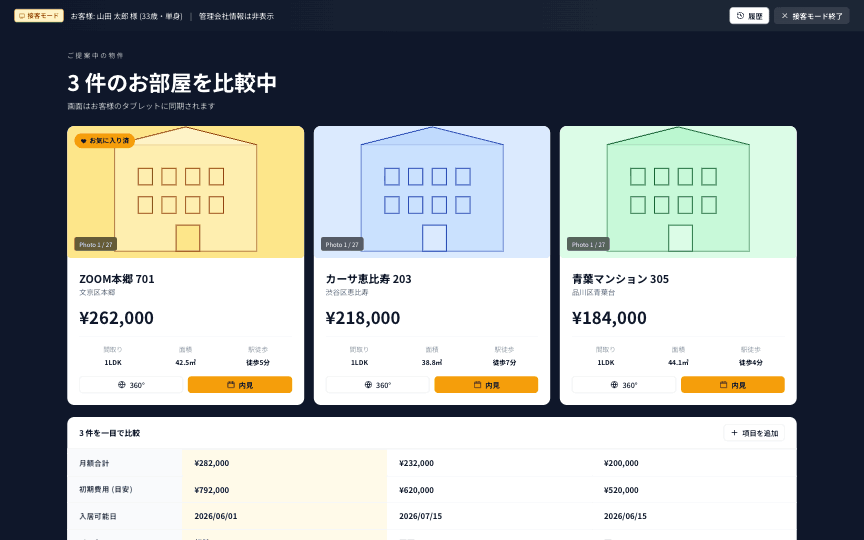 接客モード
お客様: 山田 太郎 様 (33歳・単身) | 管理会社情報は非表示
履歴
接客モード終了
ご提案中の物件
3 件のお部屋を比較中
画面はお客様のタブレットに同期されます
お気に入り済
Photo 1 / 27
ZOOM本郷 701
文京区本郷
¥262,000
間取り 面積 駅徒歩
1LDK 42.5㎡ 徒歩5分
360° 内見
Photo 1 / 27
カーサ恵比寿 203
渋谷区恵比寿
¥218,000
間取り 面積 駅徒歩
1LDK 38.8㎡ 徒歩7分
360° 内見
Photo 1 / 27
青葉マンション 305
品川区青葉台
¥184,000
間取り 面積 駅徒歩
1LDK 44.1㎡ 徒歩4分
360° 内見
3 件を一目で比較
項目を追加
月額合計 ¥282,000 ¥232,000 ¥200,000
初期費用 (目安) ¥792,000 ¥620,000 ¥520,000
入居可能日 2026/06/01 2026/07/15 2026/06/15